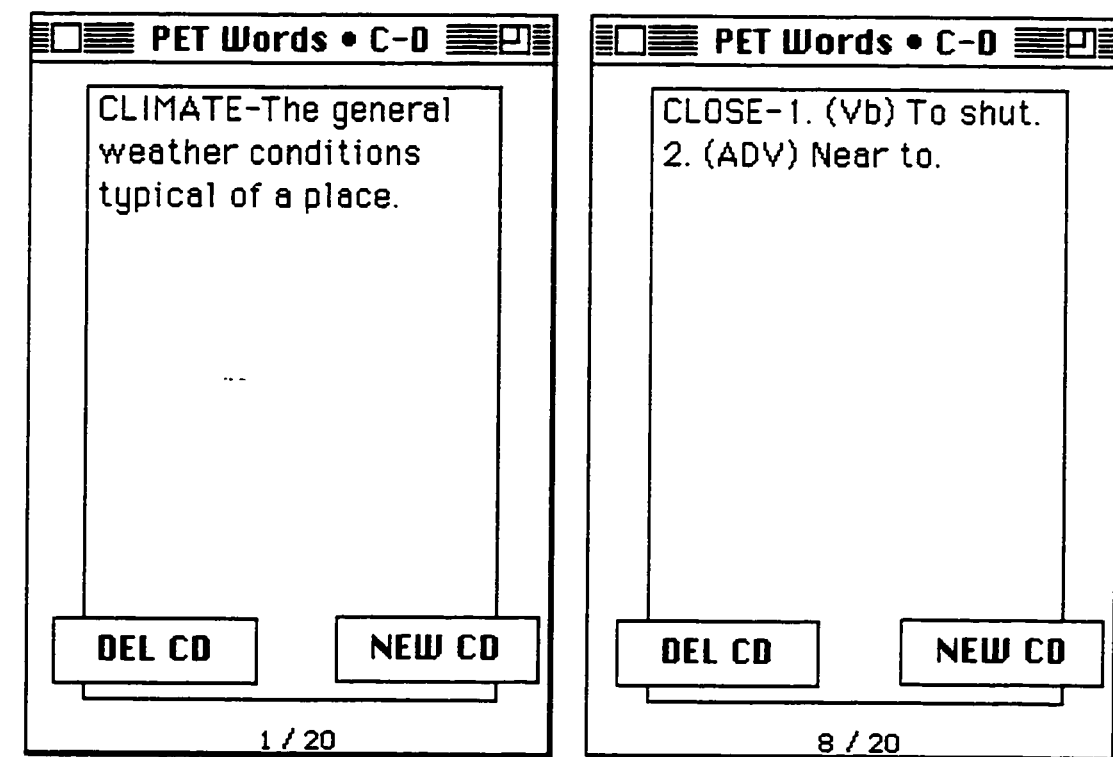 PET Words • C-D
CLIMATE-The general
weather conditions
typical of a place.
DEL CD
NEW CD
1 / 20
PET Words • C-D
CLOSE-1. (Vb) To shut.
2. (ADV) Near to.
DEL CD
NEW CD
8 / 20